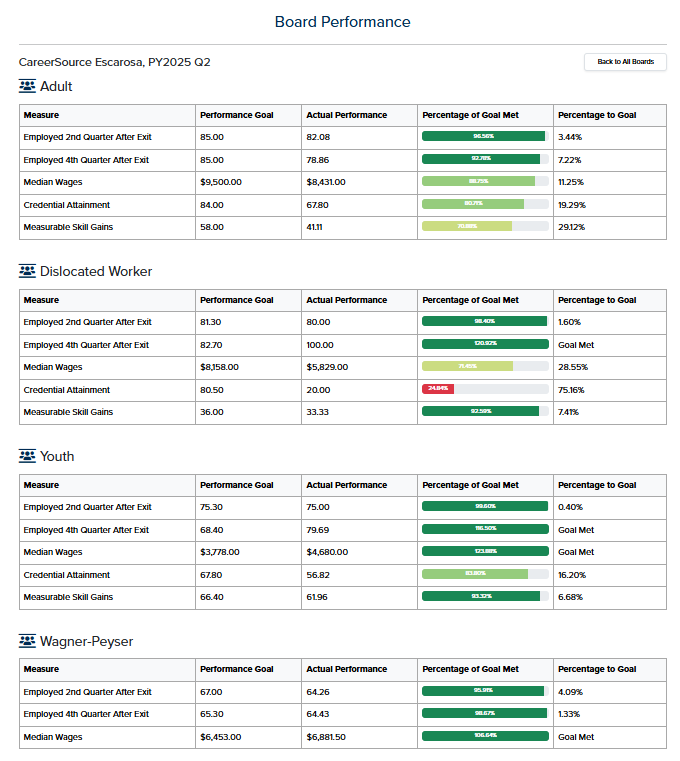 Board Performance
CareerSource Escarosa, PY2025 Q2 Back to All Boards
Adult
Measure Performance Goal Actual Performance Percentage of Goal Met Percentage to Goal
Employed 2nd Quarter After Exit 85.00 82.08 96.56% 3.44%
Employed 4th Quarter After Exit 85.00 78.86 92.78% 7.22%
Median Wages $9,500.00 $8,431.00 88.75% 11.25%
Credential Attainment 84.00 67.80 80.71% 19.29%
Measurable Skill Gains 58.00 41.11 70.88% 29.12%
Dislocated Worker
Measure Performance Goal Actual Performance Percentage of Goal Met Percentage to Goal
Employed 2nd Quarter After Exit 81.30 80.00 98.40% 1.60%
Employed 4th Quarter After Exit 82.70 100.00 120.92% Goal Met
Median Wages $8,158.00 $5,829.00 71.45% 28.55%
Credential Attainment 80.50 20.00 24.84% 75.16%
Measurable Skill Gains 36.00 33.33 92.59% 7.41%
Youth
Measure Performance Goal Actual Performance Percentage of Goal Met Percentage to Goal
Employed 2nd Quarter After Exit 75.30 75.00 99.60% 0.40%
Employed 4th Quarter After Exit 68.40 79.69 116.50% Goal Met
Median Wages $3,778.00 $4,680.00 123.88% Goal Met
Credential Attainment 67.80 56.82 83.80% 16.20%
Measurable Skill Gains 66.40 61.96 93.32% 6.68%
Wagner-Peyser
Measure Performance Goal Actual Performance Percentage of Goal Met Percentage to Goal
Employed 2nd Quarter After Exit 67.00 64.26 95.91% 4.09%
Employed 4th Quarter After Exit 65.30 64.43 98.67% 1.33%
Median Wages $6,453.00 $6,881.50 106.64% Goal Met